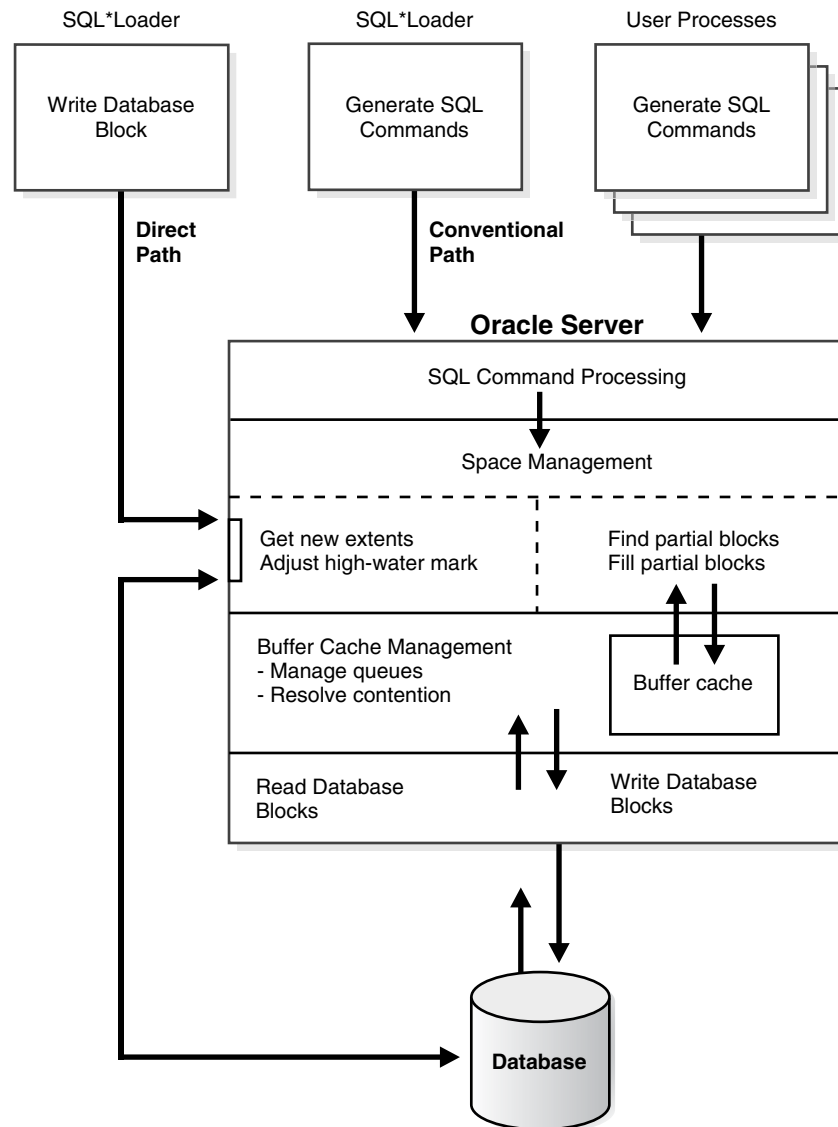 SQL*Loader
SQL*Loader
User Processes
Write Database
Block
Generate SQL
Commands
Generate SQL
Commands
Direct
Path
Conventional
Path
Oracle Server
SQL Command Processing
Space Management
Get new extents
Adjust high-water mark
Find partial blocks
Fill partial blocks
Buffer Cache Management
- Manage queues
- Resolve contention
Buffer cache
Read Database
Blocks
Write Database
Blocks
Database